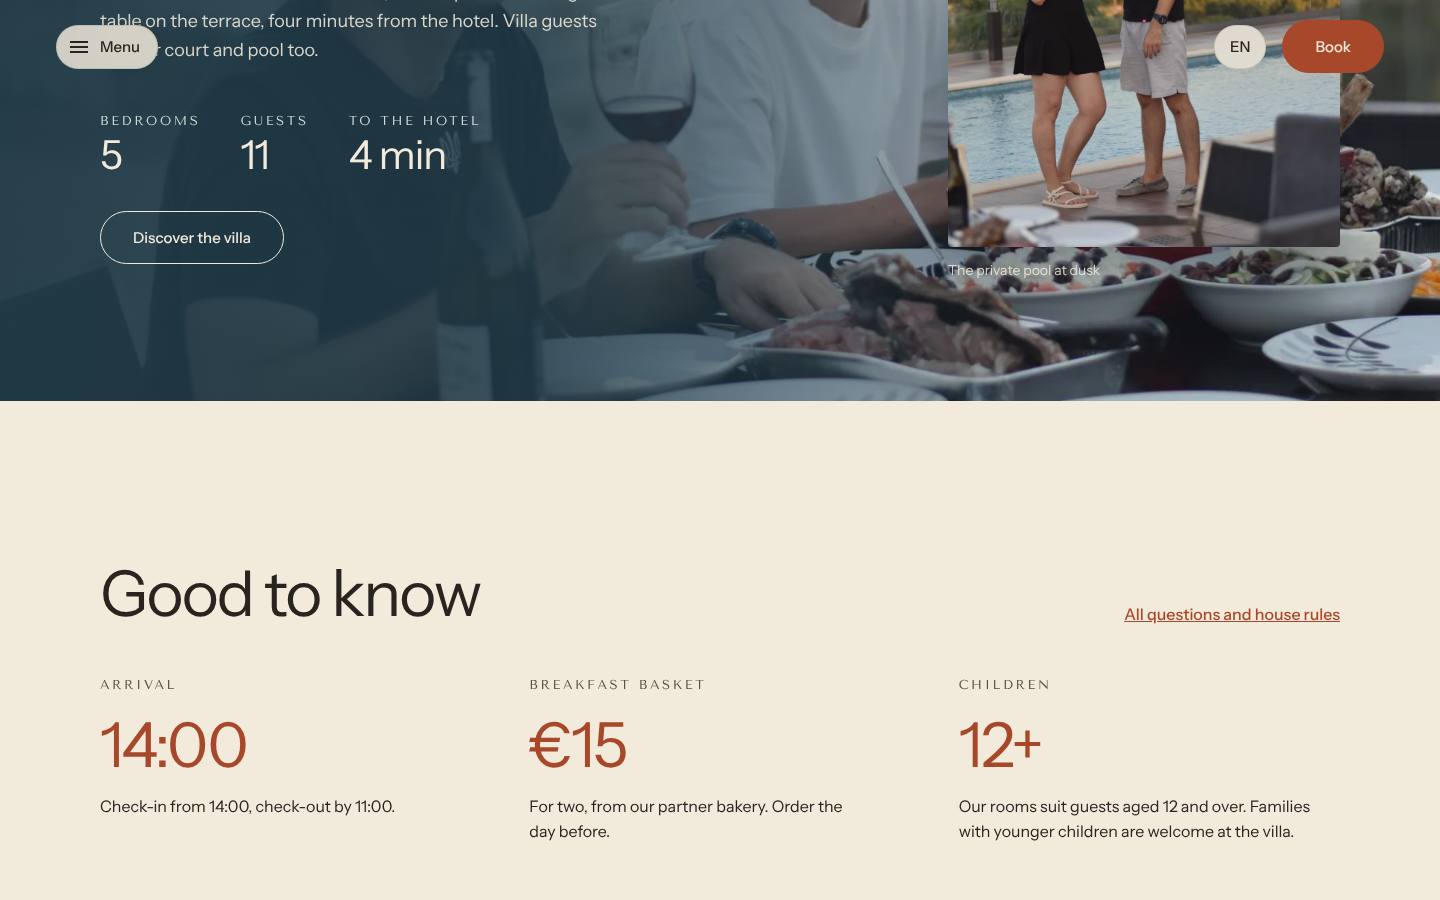 table on the terrace, four minutes from the hotel. Villa guests
Menu
court and pool too.
EN
Book
BEDROOMS
5
GUESTS
11
TO THE HOTEL
4 min
Discover the villa
The private pool at dusk
Good to know
All questions and house rules
ARRIVAL
14:00
Check-in from 14:00, check-out by 11:00.
BREAKFAST BASKET
€15
For two, from our partner bakery. Order the
day before.
CHILDREN
12+
Our rooms suit guests aged 12 and over. Families
with younger children are welcome at the villa.